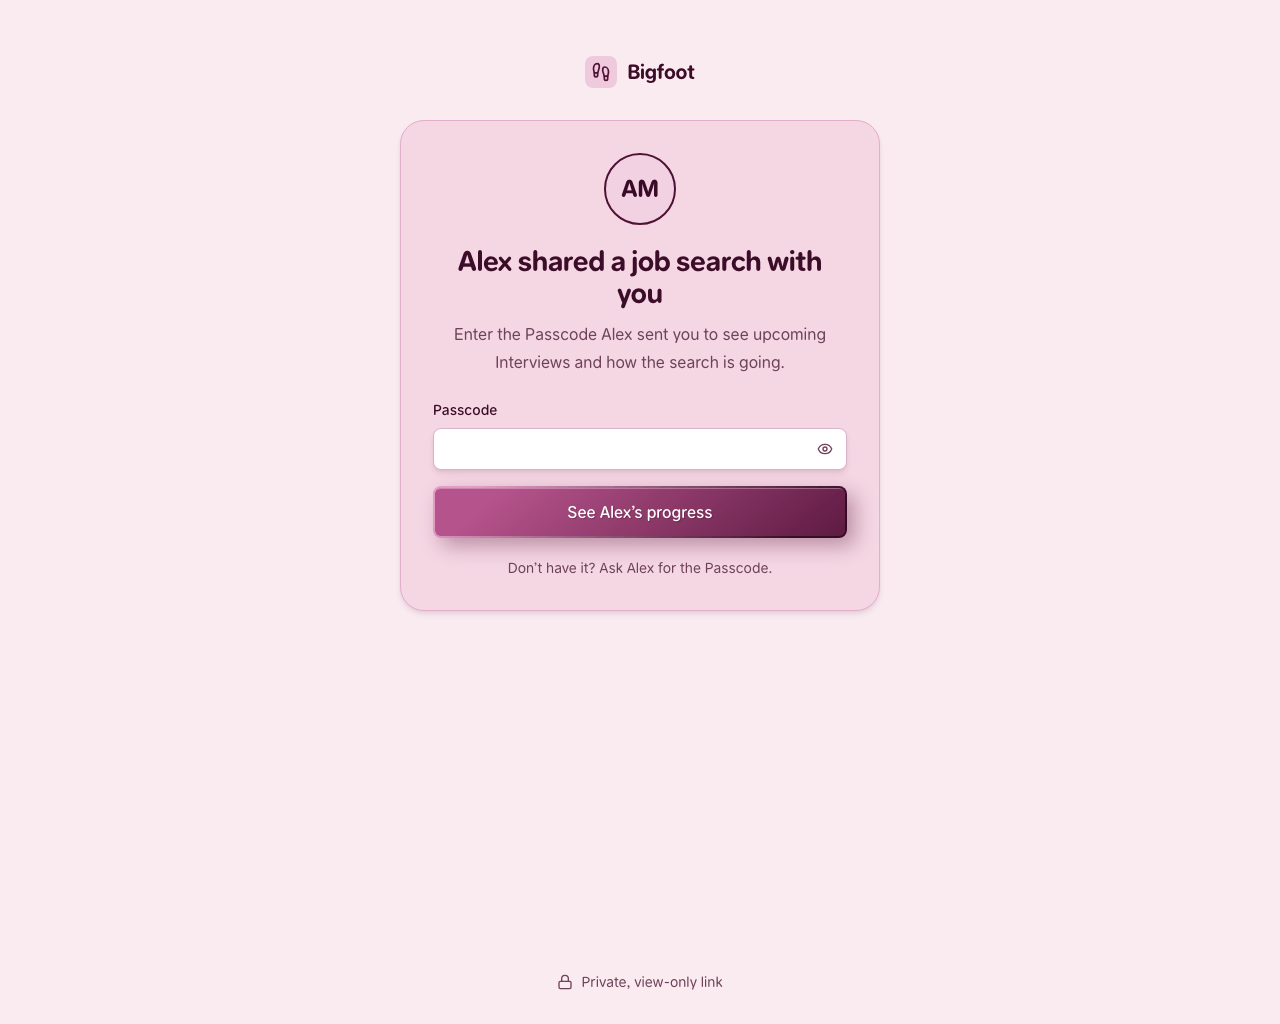 Bigfoot
AM
Alex shared a job search with
you
Enter the Passcode Alex sent you to see upcoming
Interviews and how the search is going.
Passcode
See Alex’s progress
Don’t have it? Ask Alex for the Passcode.
Private, view-only link